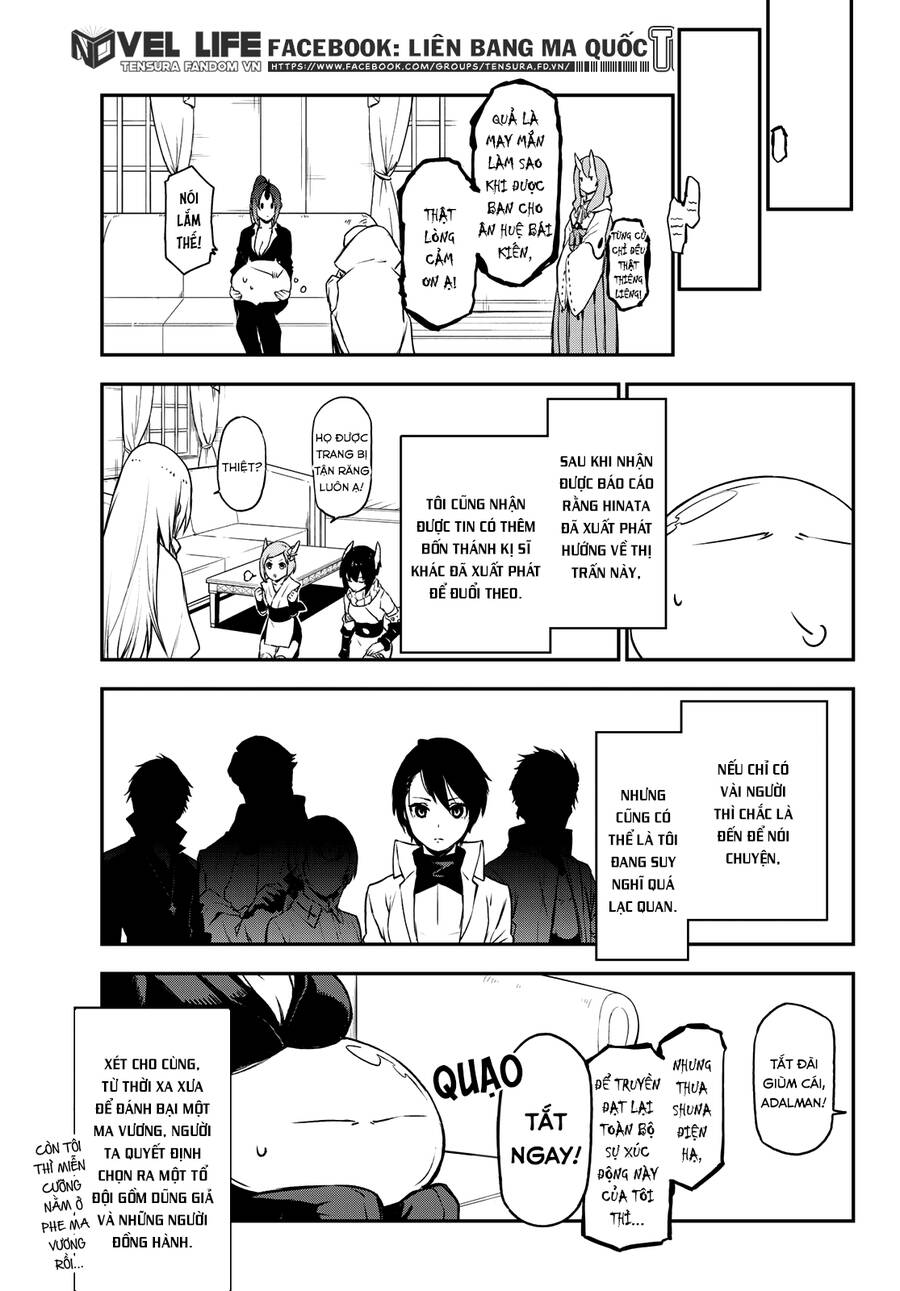 NOVEL LIFE
TENSURA FANDOM VN
FACEBOOK: LIÊN BANG MA QUỐC T
HTTPS://WWW.FACEBOOK.COM/GROUPS/TENSURA.FD.VN/
TỪNG CỬ
CHỈ ĐỀU
THẬT
THIÊNG
LIÊNG!
QUẢ LÀ
MAY MẮN
LÀM SAO
KHI ĐƯỢC
BAN CHO
ÂN HUỆ BÁI
KIẾN,
THẬT
LÒNG
CẢM
ƠN Ạ!
NÓI
LẮM
THẾ!
SAU KHI NHẬN
ĐƯỢC BÁO CÁO
RẰNG HINATA
ĐÃ XUẤT PHÁT
HƯỚNG VỀ THỊ
TRẤN NÀY,
TÔI CŨNG NHẬN
ĐƯỢC TIN CÓ THÊM
BỐN THÁNH KỊ SĨ
KHÁC ĐÃ XUẤT PHÁT
ĐỂ ĐUỔI THEO.
HỌ ĐƯỢC
TRANG BỊ
TẬN RĂNG
LUÔN Ạ!
THIỆT?
NẾU CHỈ CÓ
VÀI NGƯỜI
THÌ CHẮC LÀ
ĐẾN ĐỂ NÓI
CHUYỆN,
NHƯNG
CŨNG CÓ
THỂ LÀ TÔI
ĐANG SUY
NGHĨ QUÁ
LẠC QUAN.
TẮT ĐÀI
GIÙM CÁI,
ADALMAN!
NHƯNG
THƯA
SHUNA
ĐIỆN
HẠ,
ĐỂ TRUYỀN
ĐẠT LẠI
TOÀN BỘ
SỰ XÚC
ĐỘNG NÀY
CỦA TÔI
THÌ...
TẮT
NGAY!
QUẠO
XÉT CHO CÙNG,
TỪ THỜI XA XƯA
ĐỂ ĐÁNH BẠI MỘT
MA VƯƠNG, NGƯỜI
TA QUYẾT ĐỊNH
CHỌN RA MỘT TỔ
ĐỘI GỒM DŨNG GIẢ
VÀ NHỮNG NGƯỜI
ĐỒNG HÀNH.
CÒN TÔI
THÌ MIỄN
CƯỠNG
NẰM Ở
PHE MA
VƯƠNG
RỒI...